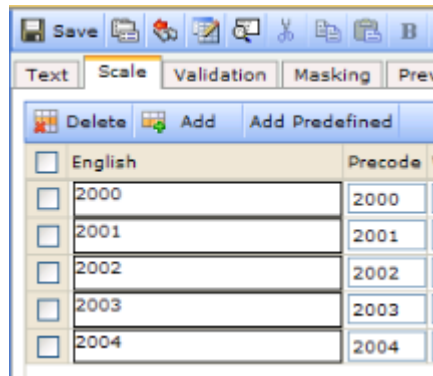 Save B
Text Scale Validation Masking Prev
Delete Add Add Predefined
English Precode
2000 2000
2001 2001
2002 2002
2003 2003
2004 2004